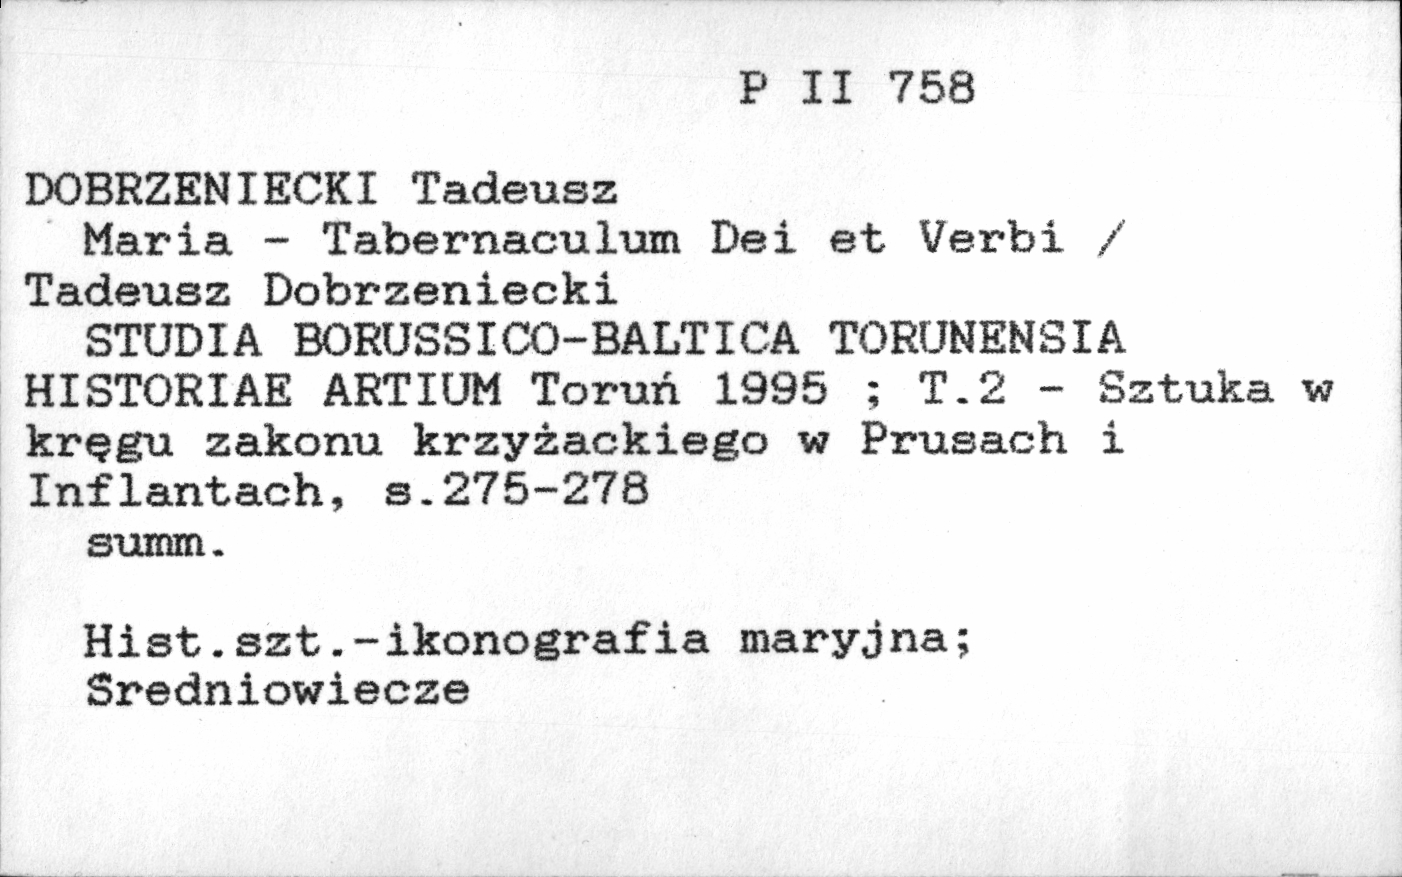 P II 758
DOBRZENIECKI Tadeusz
Maria - Tabernaculum Dei et Verbi /
Tadeusz Dobrzeniecki
STUDIA BORUSSICO-BALTICA TORUNENSIA
HISTORIAE ARTIUM Toruń 1995 ; T.2 - Sztuka w
kręgu zakonu krzyżackiego w Prusach i
Inflantach, s.275-278
summ.
Hist.szt.-ikonografia maryjna;
Średniowiecze